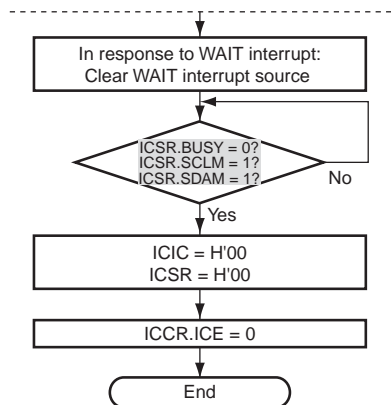 In response to WAIT interrupt:
Clear WAIT interrupt source
ICSR.BUSY = 0?
ICSR.SCLM = 1?
ICSR.SDAM = 1?
No
Yes
ICIC = H'00
ICSR = H'00
ICCR.ICE = 0
End